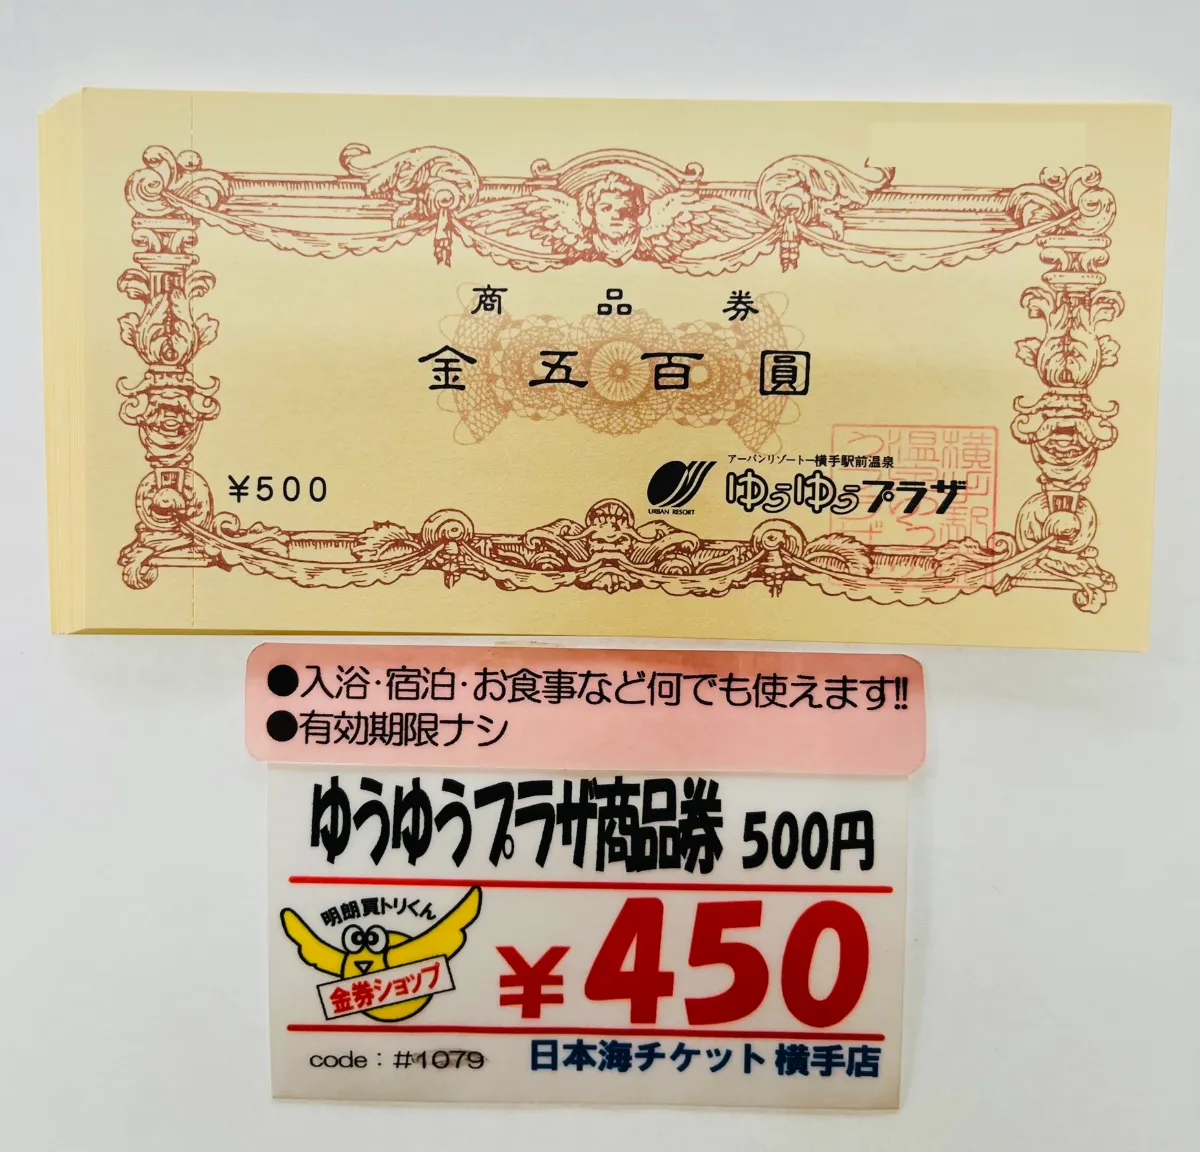 商品券
金五百圓
¥500
アーバンリゾートー横手駅前温泉
ゆうゆうプラザ
URBAN RESORT
●入浴・宿泊・お食事など何でも使えます!!
●有効期限ナシ
ゆうゆうプラザ商品券 500円
明朗買トリくん
金券ショップ
¥450
code：#1079
日本海チケット 横手店